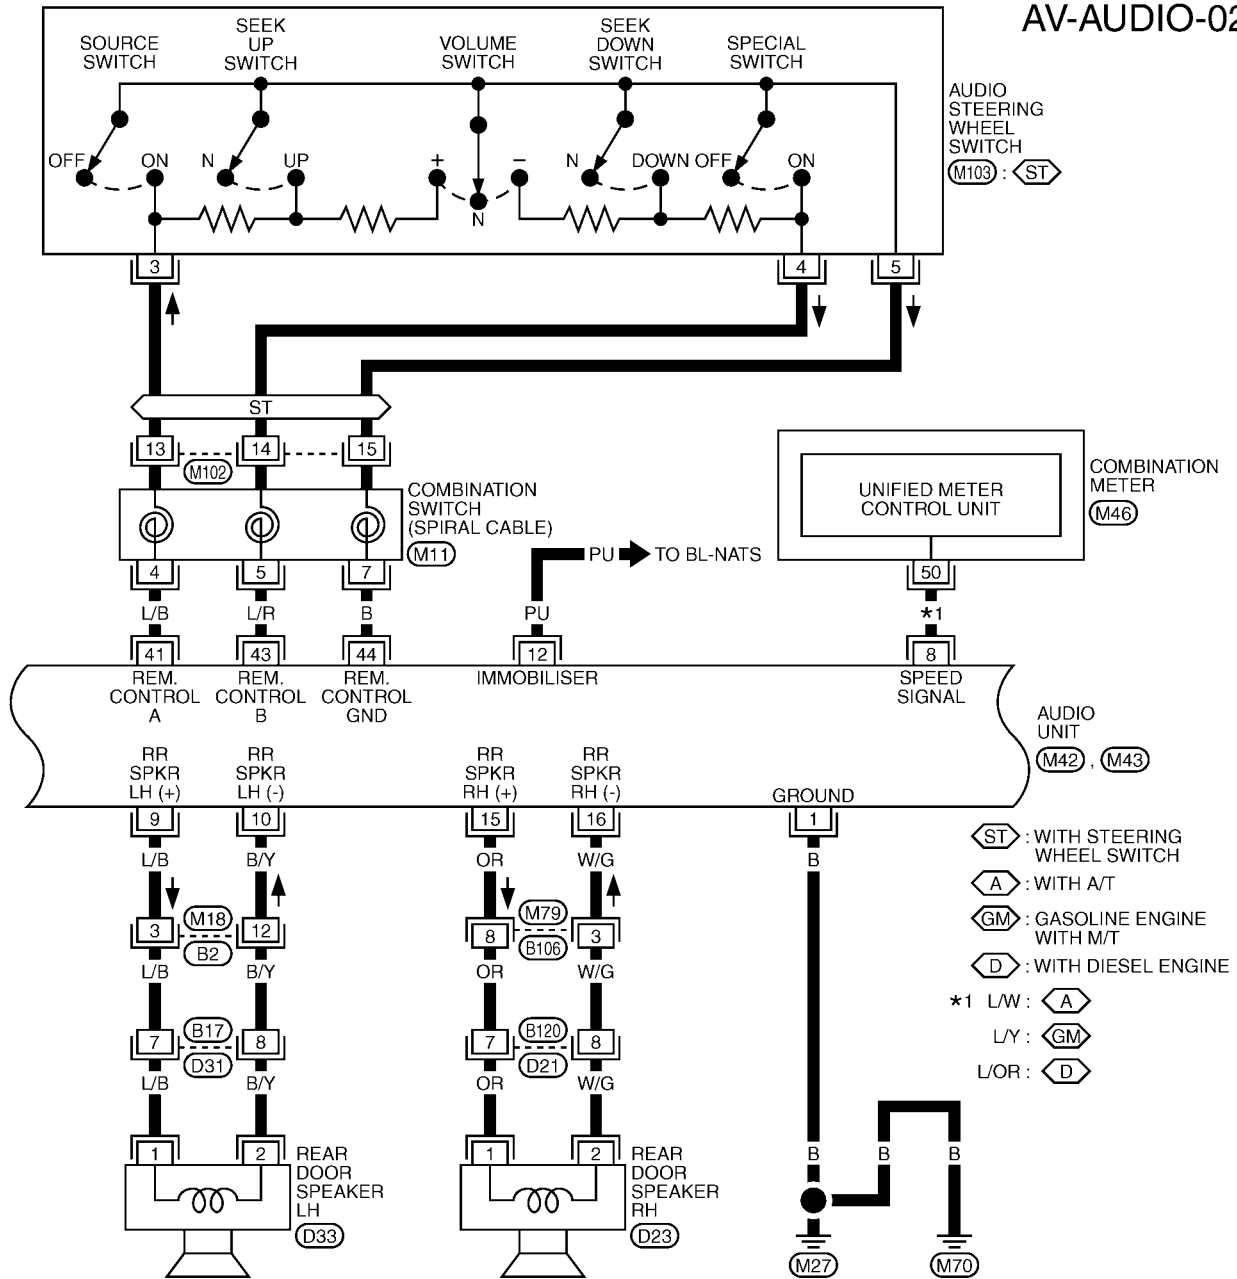 AV-AUDIO-02
SOURCE
SWITCH
SEEK
UP
SWITCH
VOLUME
SWITCH
SEEK
DOWN
SWITCH
SPECIAL
SWITCH
AUDIO
STEERING
WHEEL
SWITCH
M103 : ST
OFF ON N UP + - N DOWN OFF ON
N
3 4 5
ST
13 14 15
M102
COMBINATION
SWITCH
(SPIRAL CABLE)
M11
COMBINATION
METER
M46
UNIFIED METER
CONTROL UNIT
PU TO BL-NATS
4 5 7 50
L/B L/R B PU *1
41 43 44 12 8
REM.
CONTROL
A
REM.
CONTROL
B
REM.
CONTROL
GND
IMMOBILISER
SPEED
SIGNAL
AUDIO
UNIT
M42 , M43
RR
SPKR
LH (+)
RR
SPKR
LH (-)
RR
SPKR
RH (+)
RR
SPKR
RH (-)
GROUND
9 10 15 16 1
L/B B/Y OR W/G B
M18 M79
3 12 8 3
B2 B106
L/B B/Y OR W/G
B17 B120
7 8 7 8
D31 D21
L/B B/Y OR W/G
1 2 1 2
REAR
DOOR
SPEAKER
LH
D33
REAR
DOOR
SPEAKER
RH
D23
B B B
M27 M70
ST : WITH STEERING
WHEEL SWITCH
A : WITH A/T
GM : GASOLINE ENGINE
WITH M/T
D : WITH DIESEL ENGINE
*1 L/W : A
L/Y : GM
L/OR : D